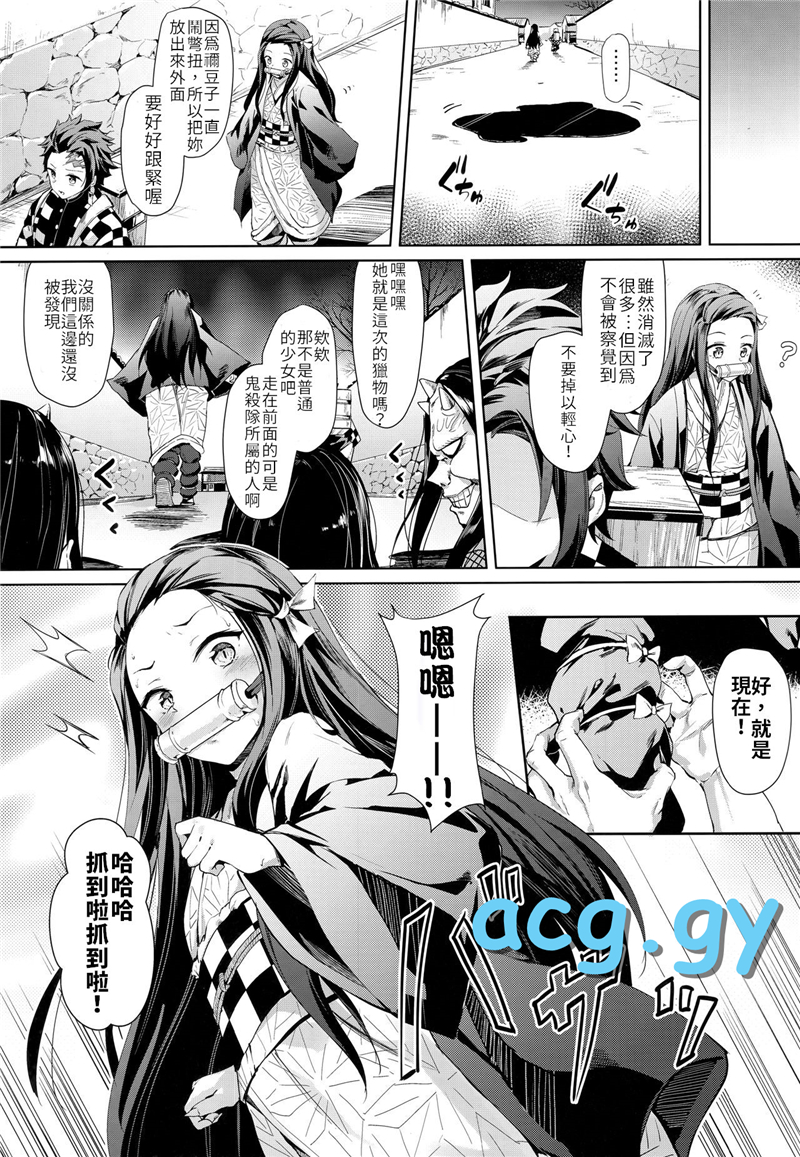 ……
ぐちゅ
ぐちゅ
因為禰豆子一直
鬧彆扭，所以把妳
放出來外面
要好好跟緊喔
？
雖然消滅了
很多…但因為
不會被察覺到
不要掉以輕心！
嘿嘿嘿
她就是這次的獵物嗎？
欸欸
那不是普通
的少女吧
走在前面的可是
鬼殺隊所屬的人啊
沒關係的
我們這邊還沒
被發現
好，就是
現在！
嗯嗯——！！
哈哈哈
抓到啦抓到啦！
acg.gy